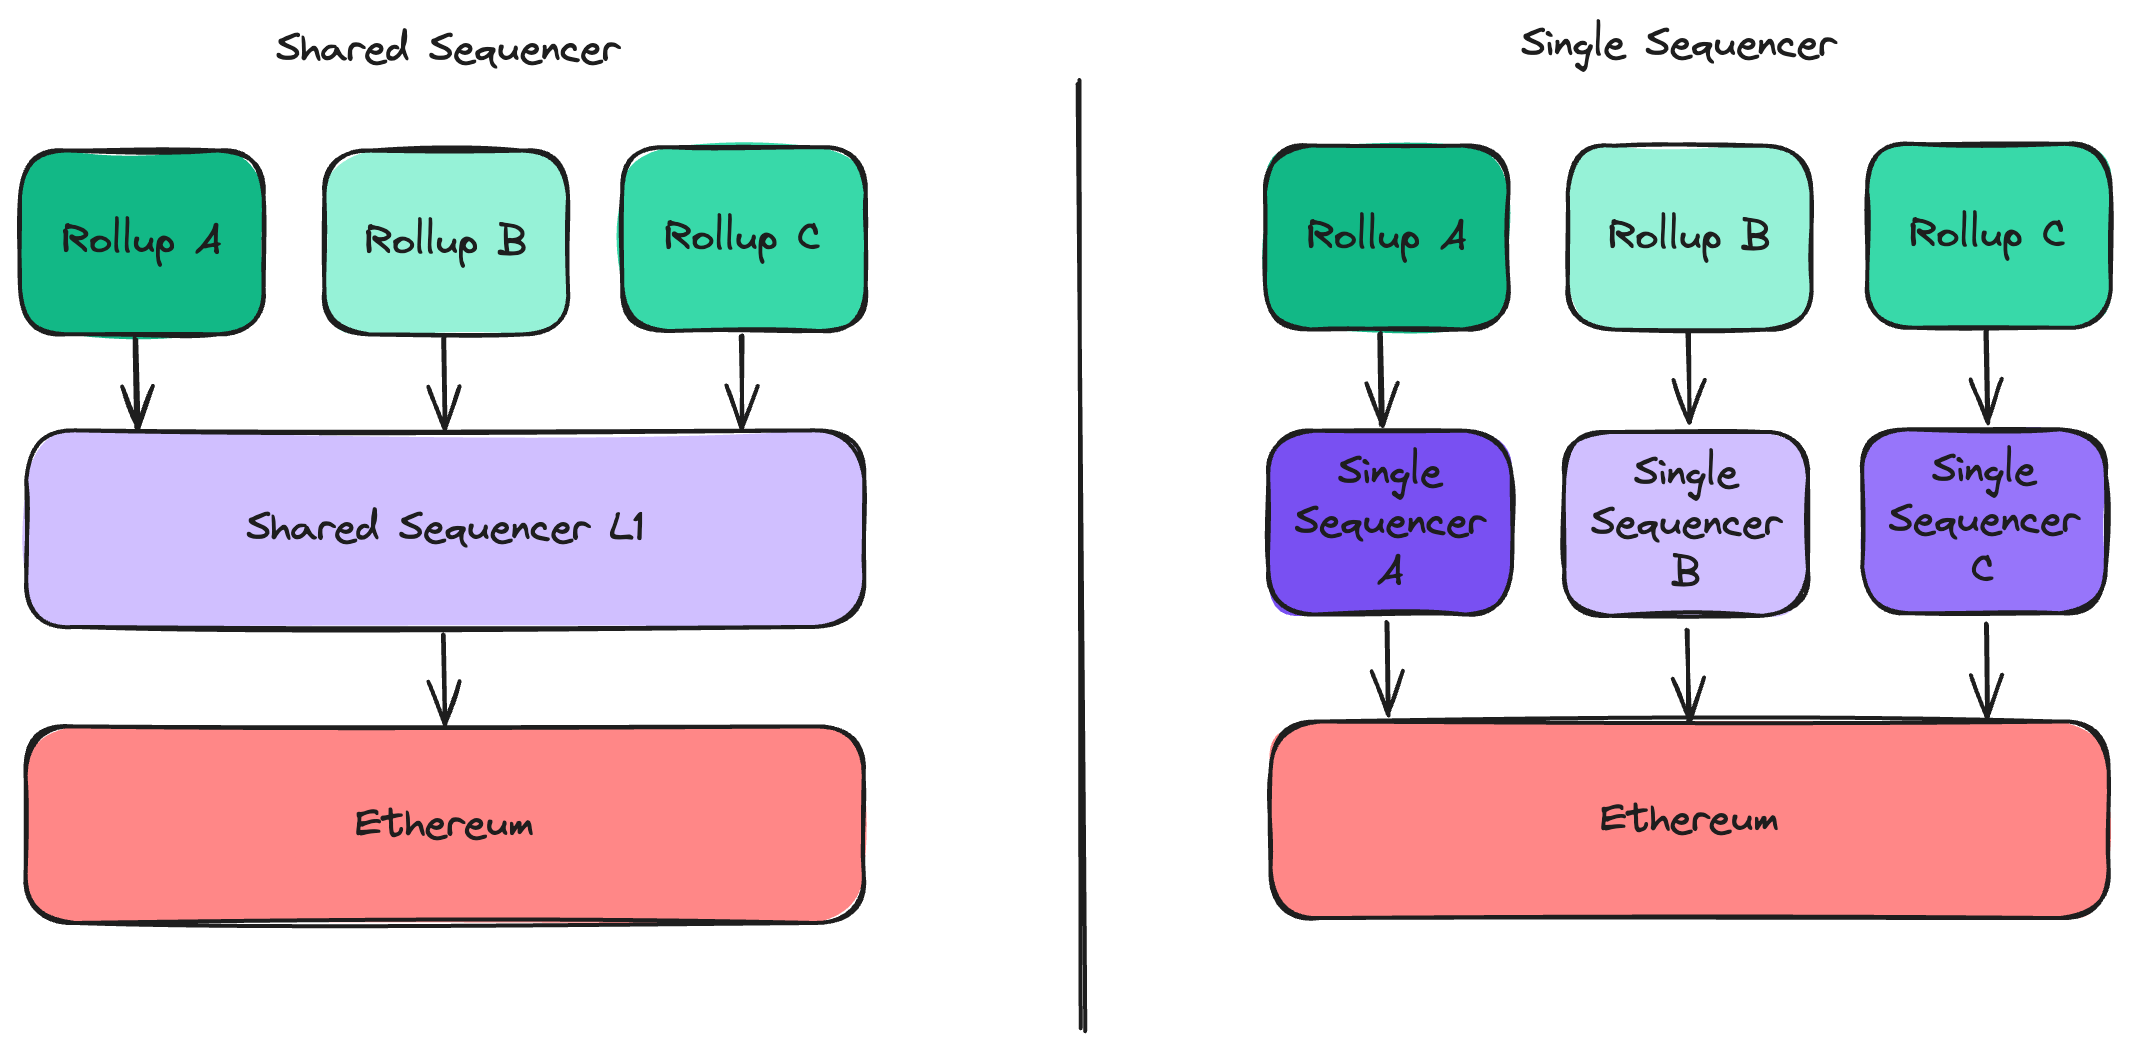 Shared Sequencer
Rollup A
Rollup B
Rollup C
Shared Sequencer L1
Ethereum
Single Sequencer
Rollup A
Rollup B
Rollup C
Single
Sequencer
A
Single
Sequencer
B
Single
Sequencer
C
Ethereum